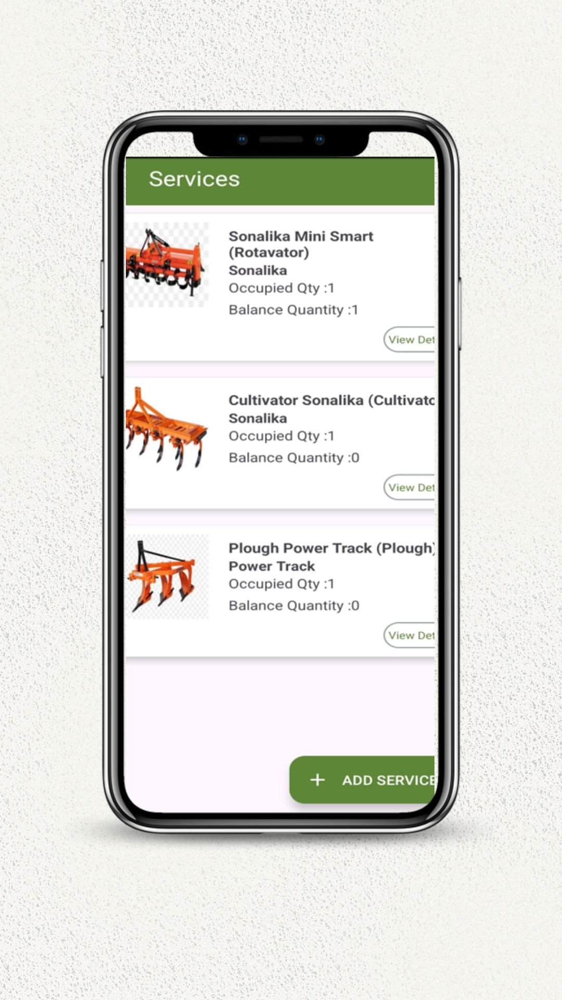 Services
Sonalika Mini Smart
(Rotavator)
Sonalika
Occupied Qty :1
Balance Quantity :1
View Det
Cultivator Sonalika (Cultivato
Sonalika
Occupied Qty :1
Balance Quantity :0
View Det
Plough Power Track (Plough)
Power Track
Occupied Qty :1
Balance Quantity :0
View Det
+ ADD SERVICE